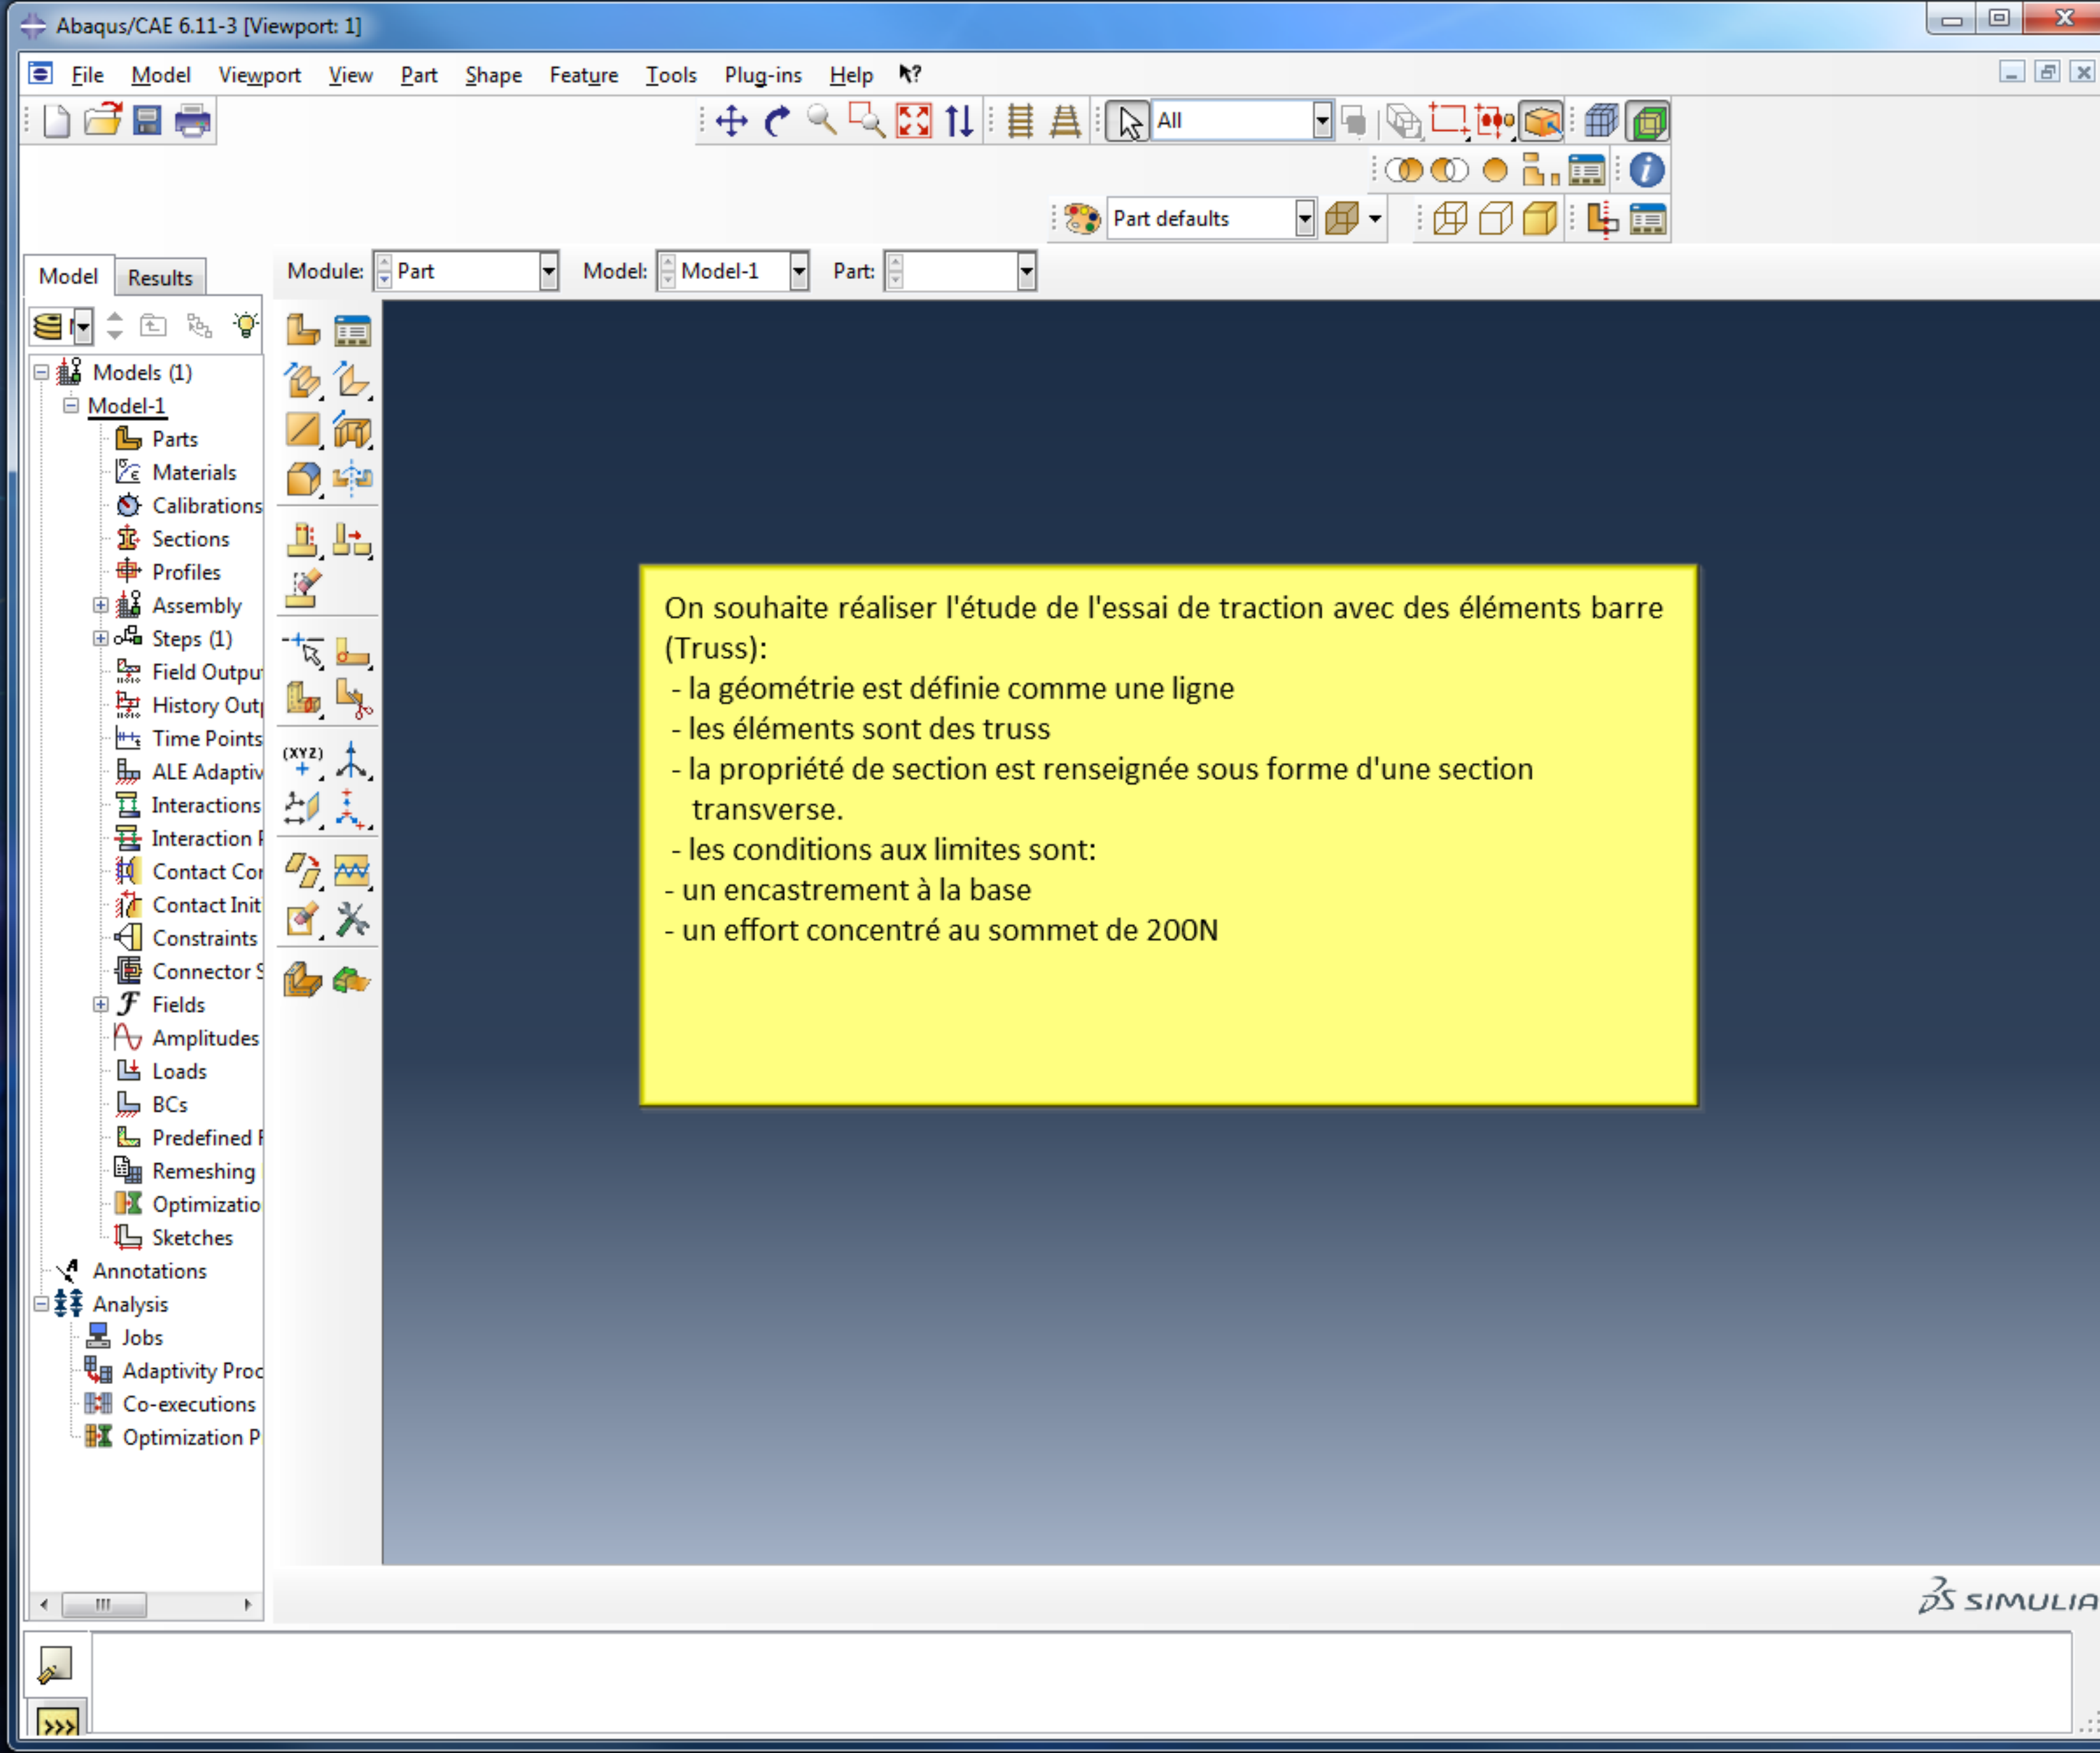 Abaqus/CAE 6.11-3 [Viewport: 1]
File Model Viewport View Part Shape Feature Tools Plug-ins Help
All
Part defaults
Model Results
Module: Part Model: Model-1 Part:
Models (1)
Model-1
Parts
Materials
Calibrations
Sections
Profiles
Assembly
Steps (1)
Field Outpu
History Out
Time Points
ALE Adaptiv
Interactions
Interaction
Contact Cor
Contact Init
Constraints
Connector S
Fields
Amplitudes
Loads
BCs
Predefined F
Remeshing
Optimizatio
Sketches
Annotations
Analysis
Jobs
Adaptivity Proc
Co-executions
Optimization P
(XYZ)
On souhaite réaliser l'étude de l'essai de traction avec des éléments barre
(Truss):
- la géométrie est définie comme une ligne
- les éléments sont des truss
- la propriété de section est renseignée sous forme d'une section
transverse.
- les conditions aux limites sont:
- un encastrement à la base
- un effort concentré au sommet de 200N
SIMULIA
>>>